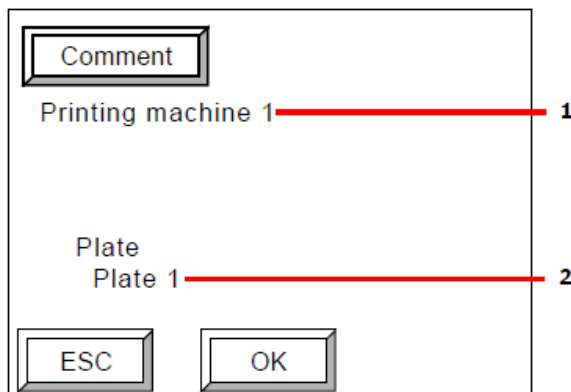 Comment
Printing machine 1
1
Plate
Plate 1
2
ESC
OK